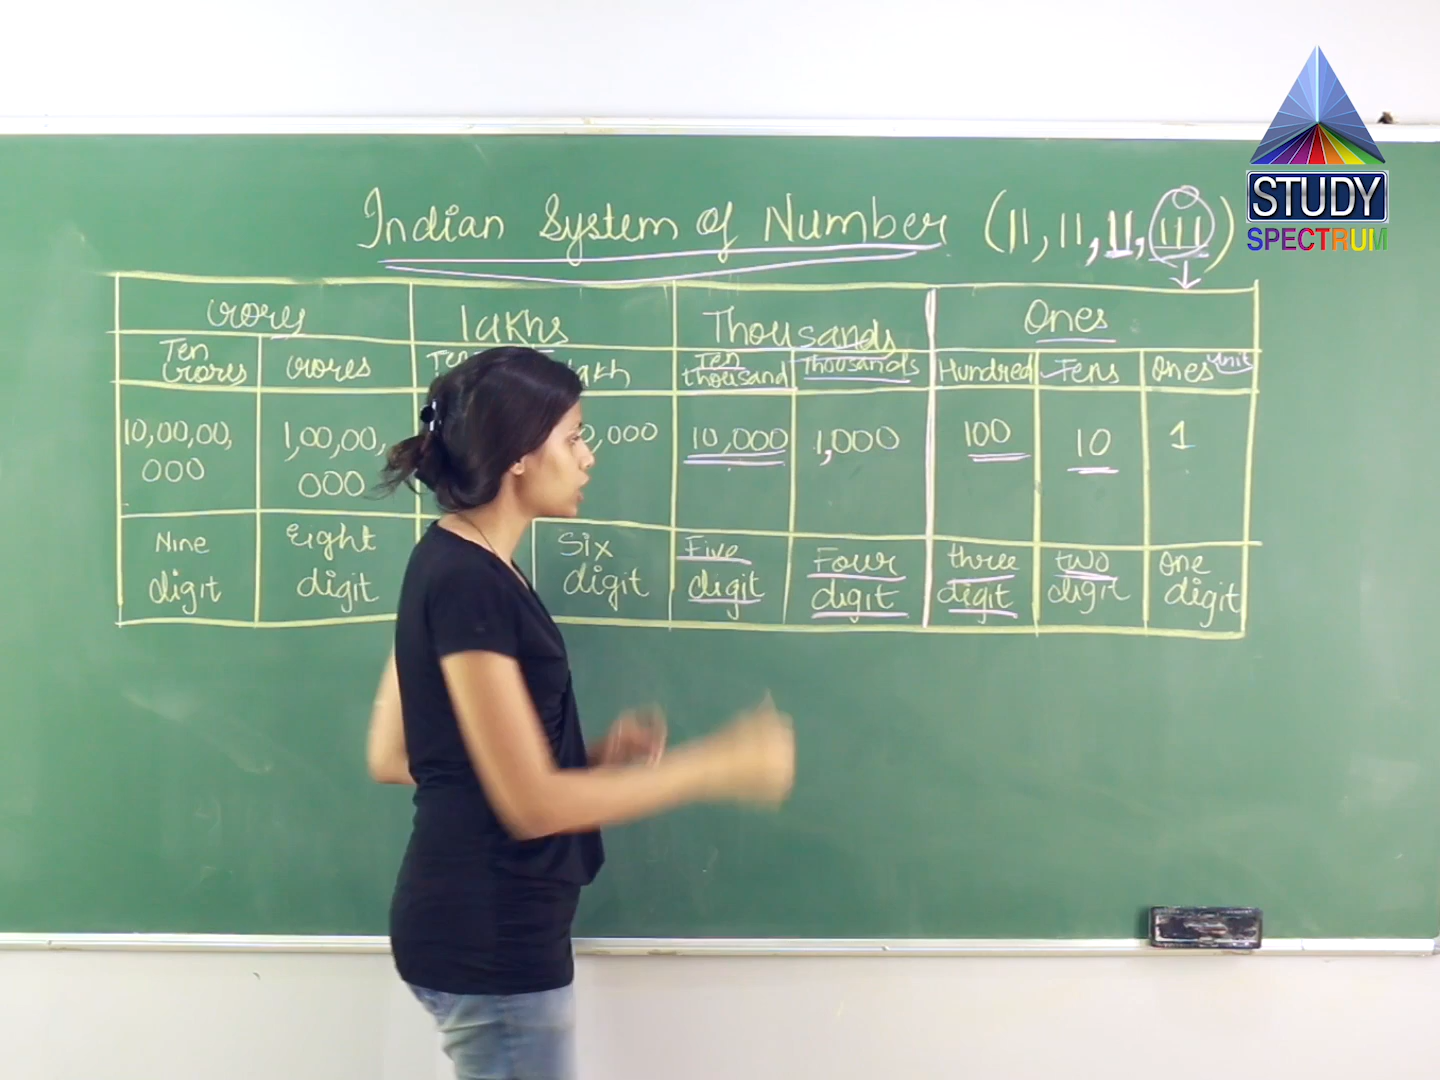 Indian System of Number (11,11,11,111)
STUDY
SPECTRUM
crores lakhs Thousands Ones
Ten crores
crores
Ten thousand
Thousands
Hundred
Tens
Ones Unit
10,00,00,
000
1,00,00,
000
10,000
1,000
100
10
1
Nine
digit
Eight
digit
Six
digit
Five
digit
Four
digit
three
digit
two
digit
One
digit